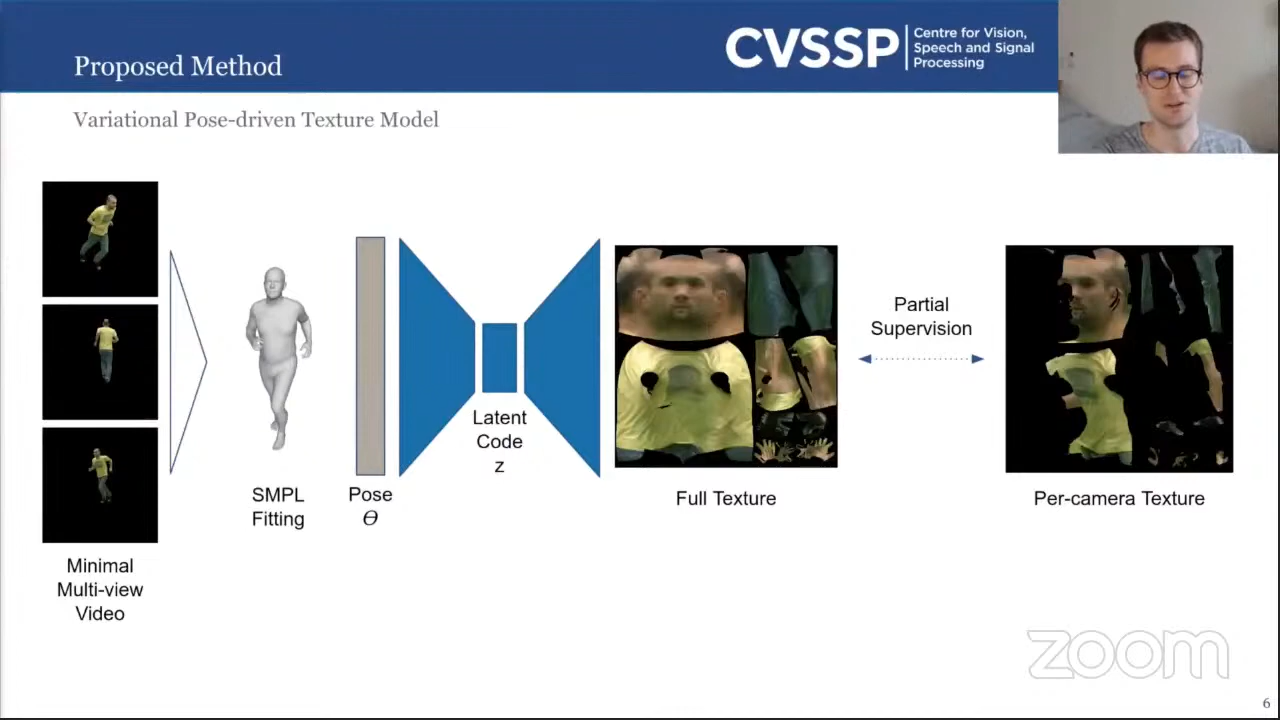 Proposed Method
CVSSP
Centre for Vision,
Speech and Signal
Processing
Variational Pose-driven Texture Model
Minimal
Multi-view
Video
SMPL
Fitting
Pose
Θ
Latent
Code
z
Full Texture
Partial
Supervision
Per-camera Texture
zoom
6